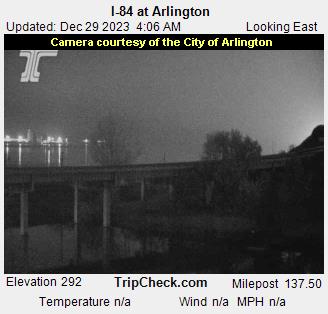 I-84 at Arlington
Updated: Dec 29 2023 4:06 AM Looking East
Camera courtesy of the City of Arlington
Elevation 292 TripCheck.com Milepost 137.50
Temperature n/a Wind n/a MPH n/a